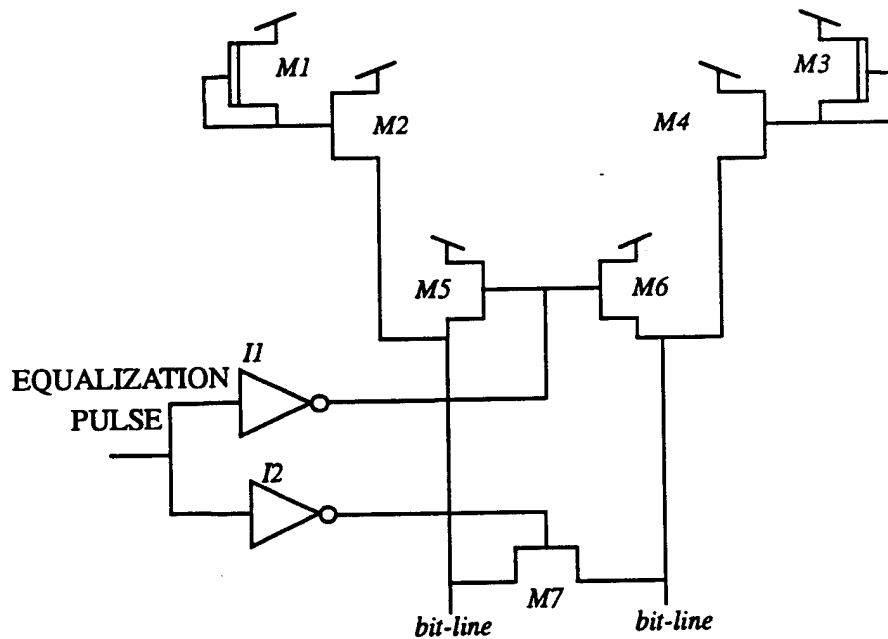 M1
M3
M2
M4
M5
M6
I1
EQUALIZATION
PULSE
I2
M7
bit-line
bit-line